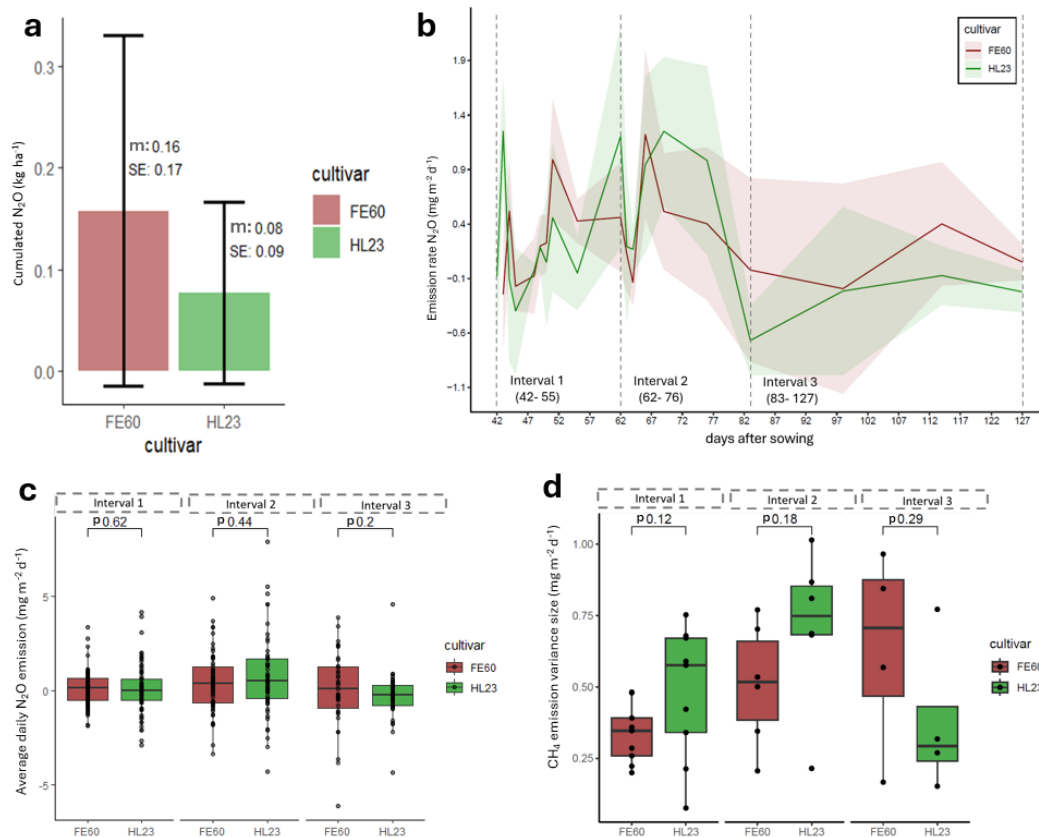 a
Cumulated N₂O (kg ha⁻¹)
0.3
0.2
0.1
0.0
m: 0.16
SE: 0.17
m: 0.08
SE: 0.09
FE60
HL23
cultivar
cultivar
FE60
HL23
b
Emission rate N₂O (mg m⁻² d⁻¹)
1.9
1.4
0.9
0.4
−0.1
−0.6
−1.1
cultivar
FE60
HL23
Interval 1
(42- 55)
Interval 2
(62- 76)
Interval 3
(83- 127)
42 47 52 57 62 67 72 77 82 87 92 97 102 107 112 117 122 127
days after sowing
c
Interval 1
Interval 2
Interval 3
p 0.62
p 0.44
p 0.2
Average daily N₂O emission (mg m⁻² d⁻¹)
5
0
-5
FE60 HL23 FE60 HL23 FE60 HL23
cultivar
FE60
HL23
d
Interval 1
Interval 2
Interval 3
p 0.12
p 0.18
p 0.29
CH₄ emission variance size (mg m⁻² d⁻¹)
1.00
0.75
0.50
0.25
FE60 HL23 FE60 HL23 FE60 HL23
cultivar
FE60
HL23